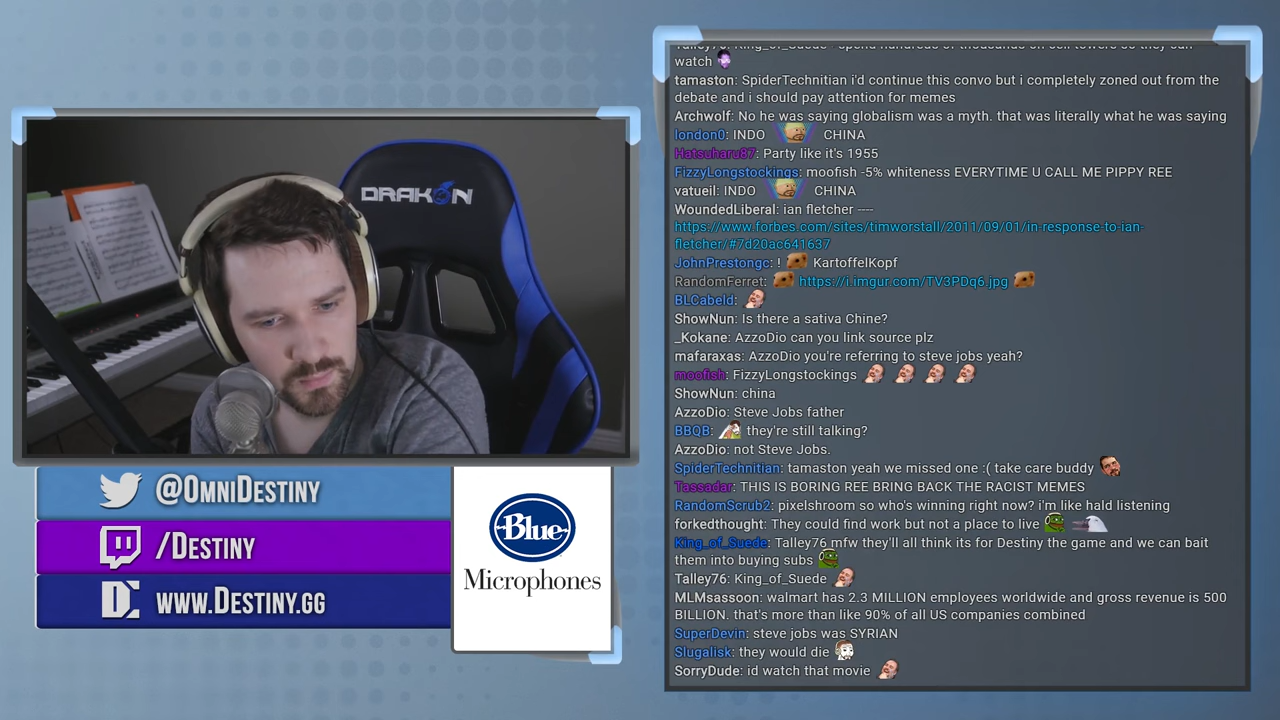 watch
tamaston: SpiderTechnitian i'd continue this convo but i completely zoned out from the
debate and i should pay attention for memes
Archwolf: No he was saying globalism was a myth. that was literally what he was saying
london0: INDO CHINA
Hatsuharu87: Party like it's 1955
FizzyLongstockings: moofish -5% whiteness EVERYTIME U CALL ME PIPPY REE
vatueil: INDO CHINA
WoundedLiberal: ian fletcher ----
https://www.forbes.com/sites/timworstall/2011/09/01/in-response-to-ian-
fletcher/#7d20ac641637
JohnPrestongc: ! KartoffelKopf
RandomFerret: https://i.imgur.com/TV3PDq6.jpg
BLCabeld:
ShowNun: Is there a sativa Chine?
_Kokane: AzzoDio can you link source plz
mafaraxas: AzzoDio you're referring to steve jobs yeah?
moofish: FizzyLongstockings
ShowNun: china
AzzoDio: Steve Jobs father
BBQB: they're still talking?
AzzoDio: not Steve Jobs.
SpiderTechnitian: tamaston yeah we missed one :( take care buddy
Tassadar: THIS IS BORING REE BRING BACK THE RACIST MEMES
RandomScrub2: pixelshroom so who's winning right now? i'm like hald listening
forkedthought: They could find work but not a place to live
King_of_Suede: Talley76 mfw they'll all think its for Destiny the game and we can bait
them into buying subs
Talley76: King_of_Suede
MLMsassoon: walmart has 2.3 MILLION employees worldwide and gross revenue is 500
BILLION. that's more than like 90% of all US companies combined
SuperDevin: steve jobs was SYRIAN
Slugalisk: they would die
SorryDude: id watch that movie
DRAKON
@OmniDestiny
/Destiny
www.Destiny.gg
Blue
Microphones